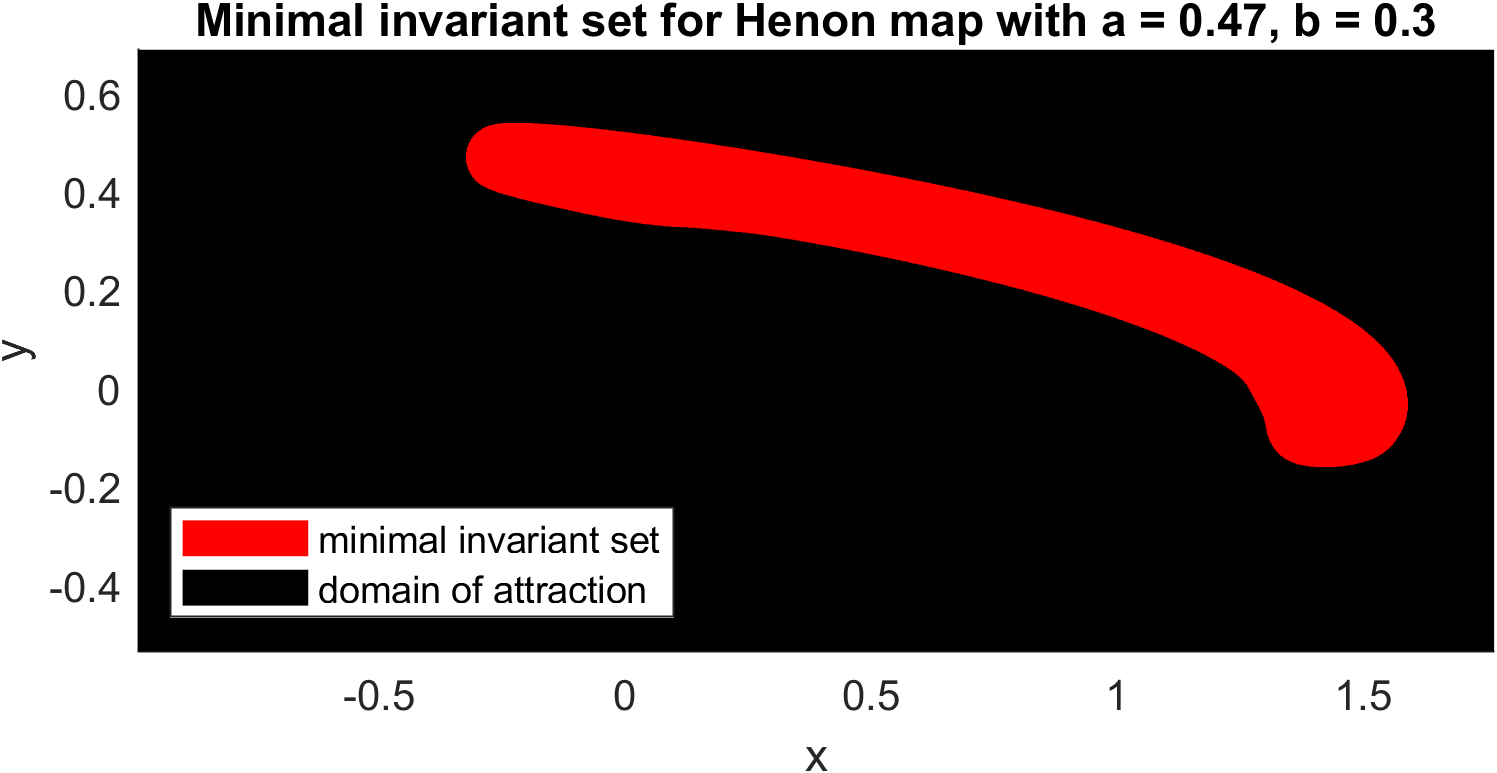 Minimal invariant set for Henon map with a = 0.47, b = 0.3
0.6
0.4
0.2
0
-0.2
-0.4
y
minimal invariant set
domain of attraction
-0.5 0 0.5 1 1.5
x